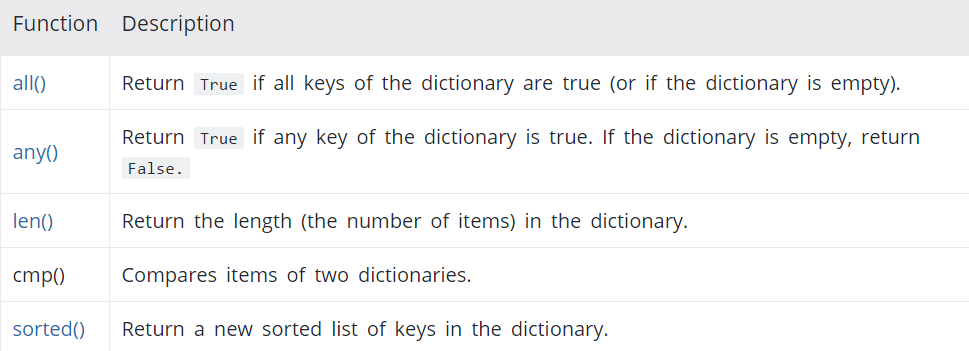 Function Description
all() Return True if all keys of the dictionary are true (or if the dictionary is empty).
any() Return True if any key of the dictionary is true. If the dictionary is empty, return
False.
len() Return the length (the number of items) in the dictionary.
cmp() Compares items of two dictionaries.
sorted() Return a new sorted list of keys in the dictionary.